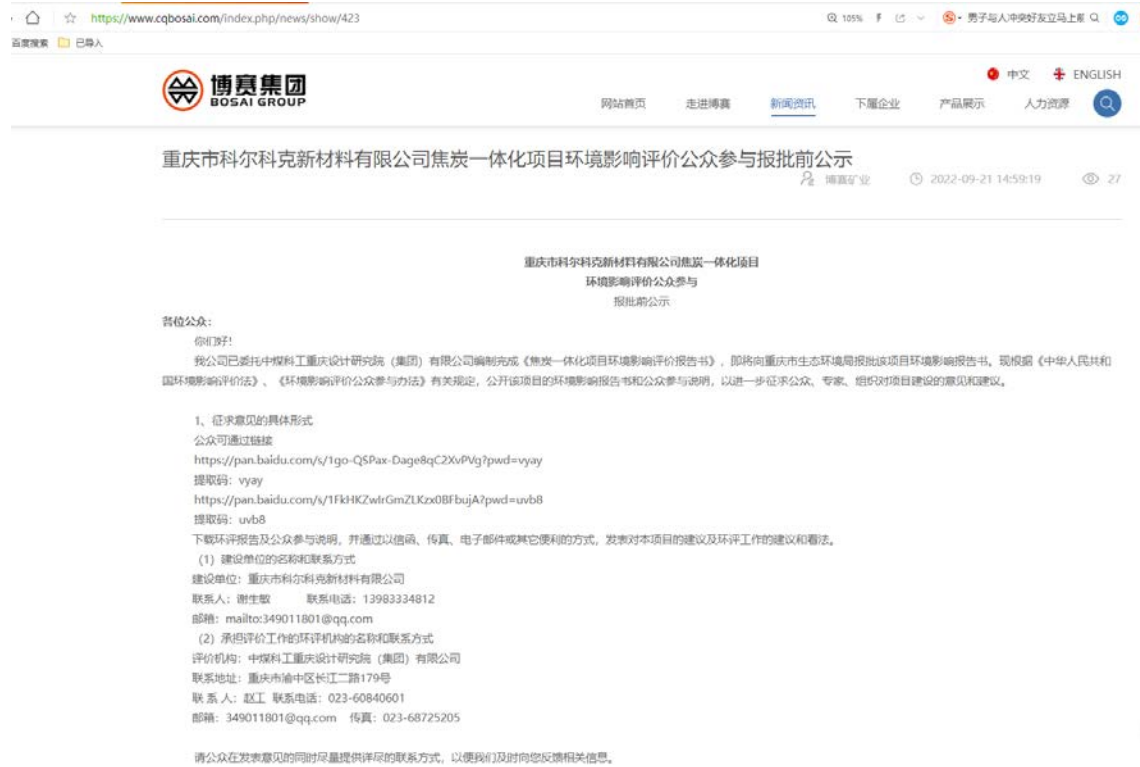 https://www.cqbosai.com/index.php/news/show/423
105%
男子与人冲突好友立马上前
百度搜索 已导入
中文 ENGLISH
博赛集团
BOSAI GROUP
网站首页 走进博赛 新闻资讯 下属企业 产品展示 人力资源
重庆市科尔科克新材料有限公司焦炭一体化项目环境影响评价公众参与报批前公示
博赛矿业 2022-09-21 14:59:19 27
重庆市科尔科克新材料有限公司焦炭一体化项目
环境影响评价公众参与
报批前公示
各位公众：
你们好！
我公司已委托中煤科工重庆设计研究院（集团）有限公司编制完成《焦炭一体化项目环境影响评价报告书》，即将向重庆市生态环境局报批该项目环境影响报告书。现根据《中华人民共和
国环境影响评价法》、《环境影响评价公众参与办法》有关规定，公开该项目的环境影响报告书和公众参与说明，以进一步征求公众、专家、组织对项目建设的意见和建议。
1、征求意见的具体形式
公众可通过链接
https://pan.baidu.com/s/1go-QSPax-Dage8qC2XvPVg?pwd=vyay
提取码：vyay
https://pan.baidu.com/s/1FkHKZwIrGmZLKzx0BFbujA?pwd=uvb8
提取码：uvb8
下载环评报告及公众参与说明，并通过以信函、传真、电子邮件或其它便利的方式，发表对本项目的建议及环评工作的建议和看法。
（1）建设单位的名称和联系方式
建设单位：重庆市科尔科克新材料有限公司
联系人：谢生敏 联系电话：13983334812
邮箱：mailto:349011801@qq.com
（2）承担评价工作的环评机构的名称和联系方式
评价机构：中煤科工重庆设计研究院（集团）有限公司
联系地址：重庆市渝中区长江二路179号
联 系 人：赵工 联系电话：023-60840601
邮箱：349011801@qq.com 传真：023-68725205
请公众在发表意见的同时尽量提供详尽的联系方式，以便我们及时向您反馈相关信息。